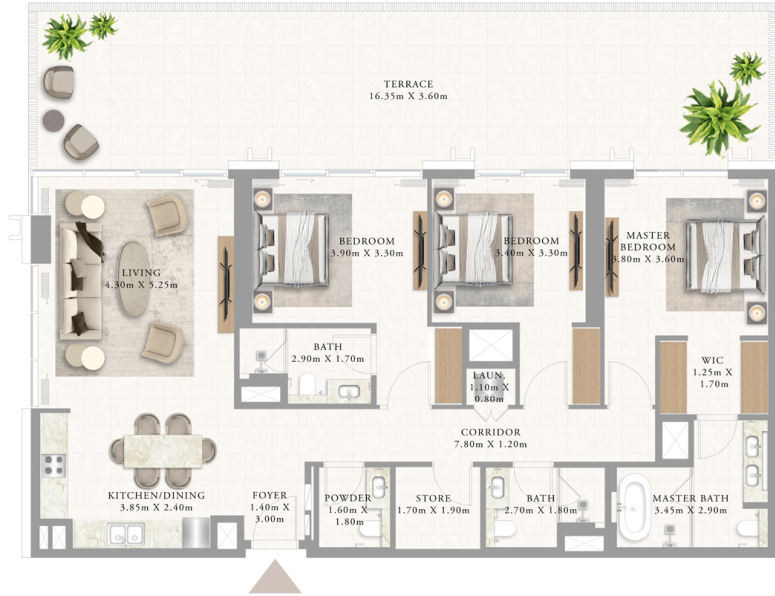 TERRACE
16.35m X 3.60m
BEDROOM
3.90m X 3.30m
BEDROOM
3.40m X 3.30m
MASTER
BEDROOM
3.80m X 3.60m
LIVING
4.30m X 5.25m
BATH
2.90m X 1.70m
LAUN.
1.10m X
0.80m
WIC
1.25m X
1.70m
CORRIDOR
7.80m X 1.20m
KITCHEN/DINING
3.85m X 2.40m
FOYER
1.40m X
3.00m
POWDER
1.60m X
1.80m
STORE
1.70m X 1.90m
BATH
2.70m X 1.80m
MASTER BATH
3.45m X 2.90m